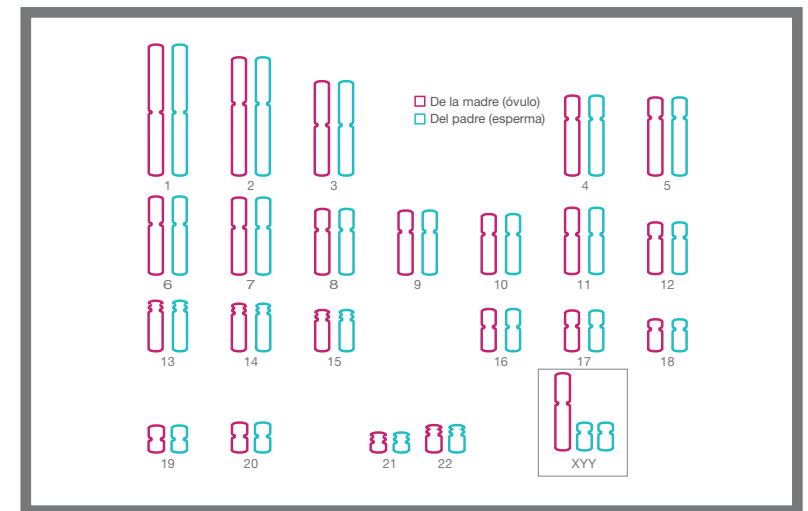 De la madre (óvulo)
Del padre (esperma)
1 2 3 4 5
6 7 8 9 10 11 12
13 14 15 16 17 18
19 20 21 22 XYY